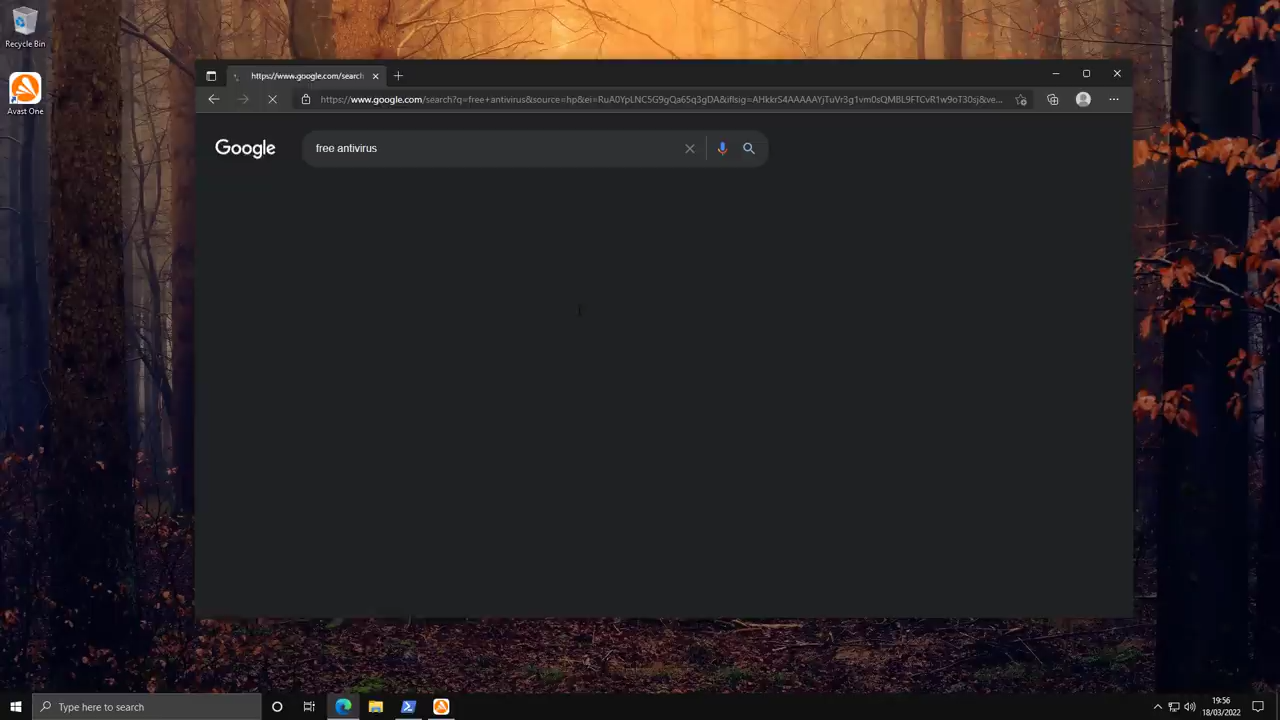 Recycle Bin
Avast One
https://www.google.com/search
https://www.google.com/search?q=free+antivirus&source=hp&ei=RuA0YpLNC5G9gQa65q3gDA&iflsig=AHkkrS4AAAAAYjTuVr3g1vm0sQMBL9FTCvR1w9oT30sj&ve...
Google
free antivirus
Type here to search
19:56
18/03/2022